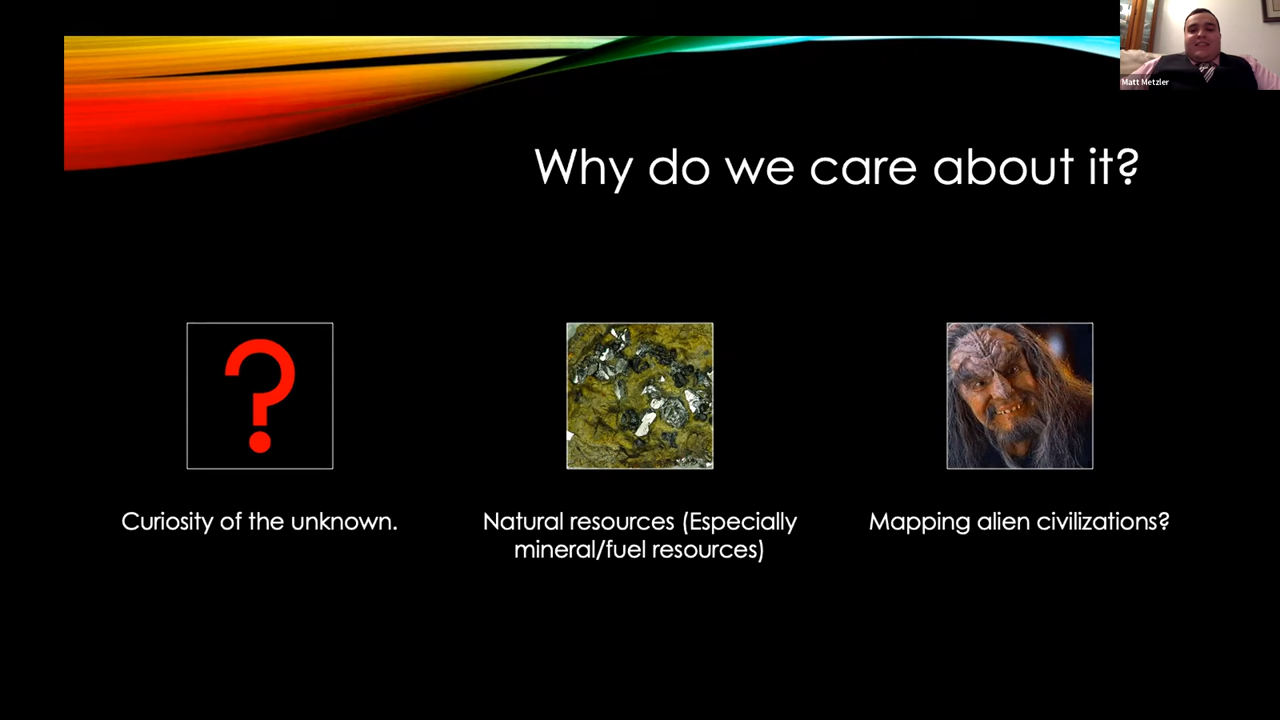 Matt Metzler
Why do we care about it?
?
Curiosity of the unknown.
Natural resources (Especially
mineral/fuel resources)
Mapping alien civilizations?